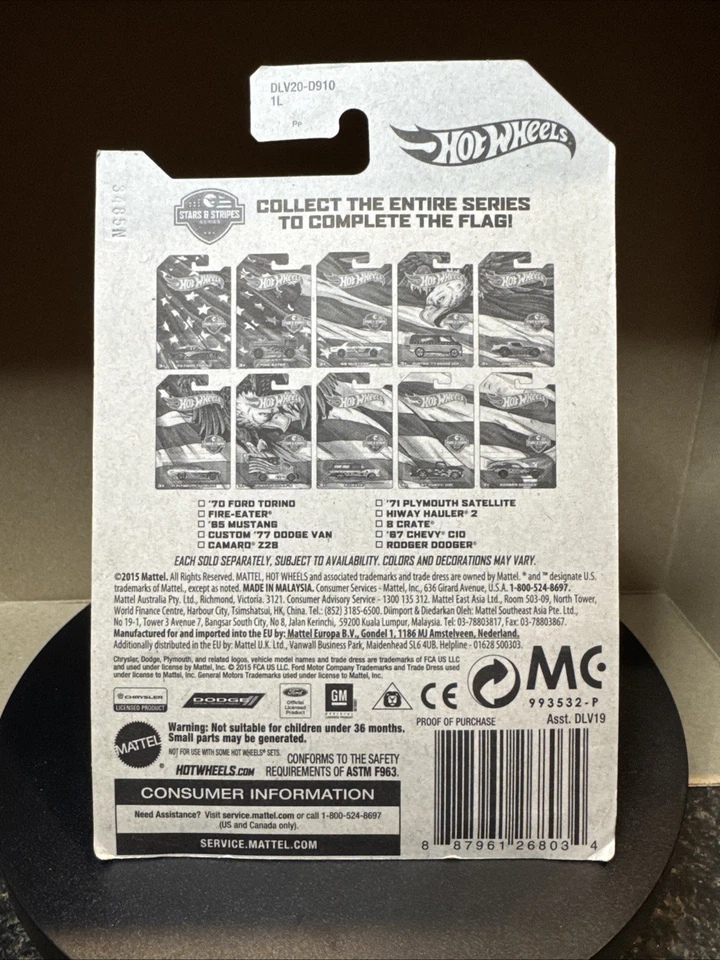 DLV20-D910
1L
Pp
HOT WHEELS
3465N
STARS & STRIPES
SERIES
COLLECT THE ENTIRE SERIES
TO COMPLETE THE FLAG!
☐ '70 FORD TORINO
☐ FIRE-EATER®
☐ '65 MUSTANG
☐ CUSTOM '77 DODGE VAN
☐ CAMARO® Z28
☐ '71 PLYMOUTH SATELLITE
☐ HIWAY HAULER® 2
☐ 8 CRATE®
☐ '67 CHEVY® C10
☐ RODGER DODGER®
EACH SOLD SEPARATELY, SUBJECT TO AVAILABILITY. COLORS AND DECORATIONS MAY VARY.
©2015 Mattel. All Rights Reserved. MATTEL, HOT WHEELS and associated trademarks and trade dress are owned by Mattel. ® and ™ designate U.S.
trademarks of Mattel, except as noted. MADE IN MALAYSIA. Consumer Services - Mattel, Inc., 636 Girard Avenue, U.S.A. 1-800-524-8697.
Mattel Australia Pty. Ltd., Richmond, Victoria. 3121. Consumer Advisory Service - 1300 135 312. Mattel East Asia Ltd., Room 503-09, North Tower,
World Finance Centre, Harbour City, Tsimshatsui, HK, China. Tel.: (852) 3185-6500. Diimport & Diedarkan Oleh: Mattel Southeast Asia Pte. Ltd.,
No 19-1, Tower 3 Avenue 7, Bangsar South City, No 8, Jalan Kerinchi, 59200 Kuala Lumpur, Malaysia. Tel: 03-78803817, Fax: 03-78803867.
Manufactured for and imported into the EU by: Mattel Europa B.V., Gondel 1, 1186 MJ Amstelveen, Nederland.
Additionally distributed in the EU by: Mattel U.K. Ltd., Vanwall Business Park, Maidenhead SL6 4UB. Helpline - 01628 500303.
Chrysler, Dodge, Plymouth, and related logos, vehicle model names and trade dress are trademarks of FCA US LLC
and used under license by Mattel, Inc. © 2015 FCA US LLC. Ford Motor Company Trademarks and Trade Dress used
under license to Mattel, Inc. General Motors Trademarks used under license to Mattel, Inc.
CHRYSLER
LICENSED PRODUCT
DODGE
Ford
Official
Licensed
Product
GM
CE
MC
993532-P
PROOF OF PURCHASE
Asst. DLV19
MATTEL
Warning: Not suitable for children under 36 months.
Small parts may be generated.
NOT FOR USE WITH SOME HOT WHEELS® SETS.
HOTWHEELS.COM
CONFORMS TO THE SAFETY
REQUIREMENTS OF ASTM F963.
CONSUMER INFORMATION
Need Assistance? Visit service.mattel.com or call 1-800-524-8697
(US and Canada only).
SERVICE.MATTEL.COM
8 87961 26803 4